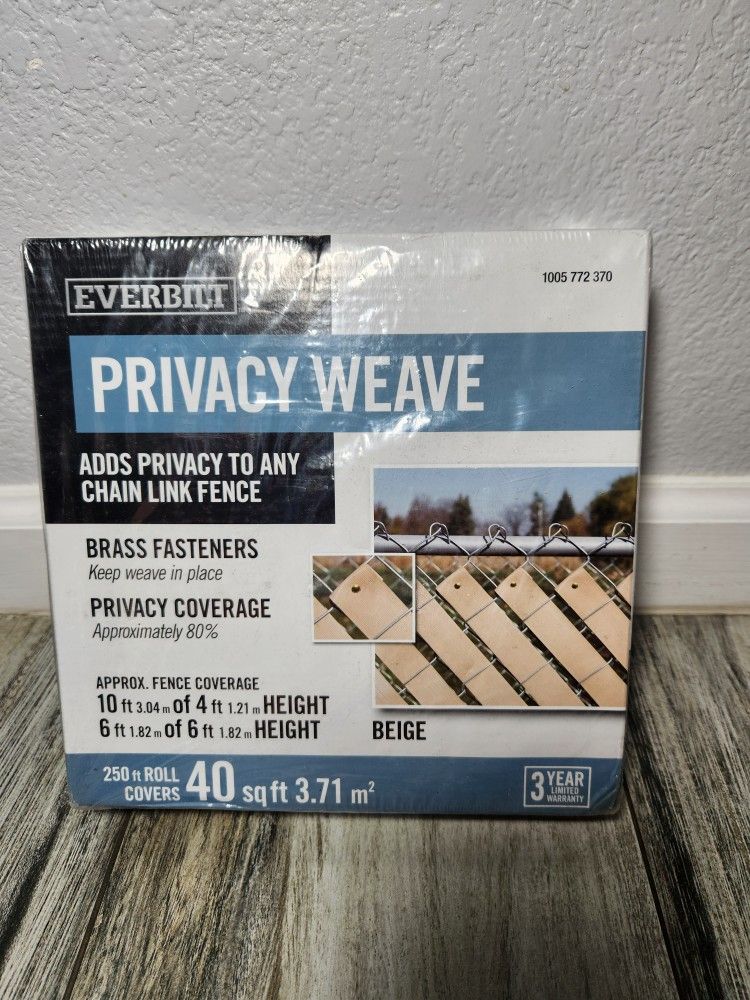 EVERBILT
1005 772 370
PRIVACY WEAVE
ADDS PRIVACY TO ANY
CHAIN LINK FENCE
BRASS FASTENERS
Keep weave in place
PRIVACY COVERAGE
Approximately 80%
APPROX. FENCE COVERAGE
10 ft 3.04 m of 4 ft 1.21 m HEIGHT
6 ft 1.82 m of 6 ft 1.82 m HEIGHT
BEIGE
250 ft ROLL
COVERS 40 sq ft 3.71 m²
3 YEAR
LIMITED
WARRANTY